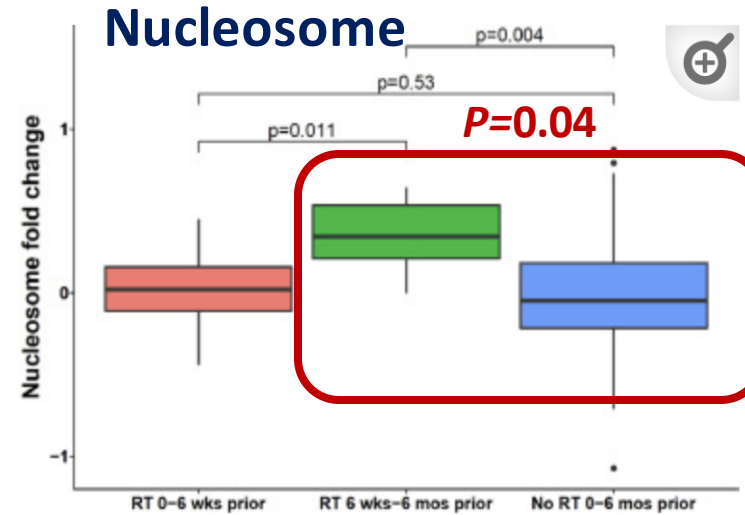 Nucleosome
p=0.004
p=0.53
P=0.04
p=0.011
Nucleosome fold change
1
0
−1
RT 0−6 wks prior
RT 6 wks−6 mos prior
No RT 0−6 mos prior